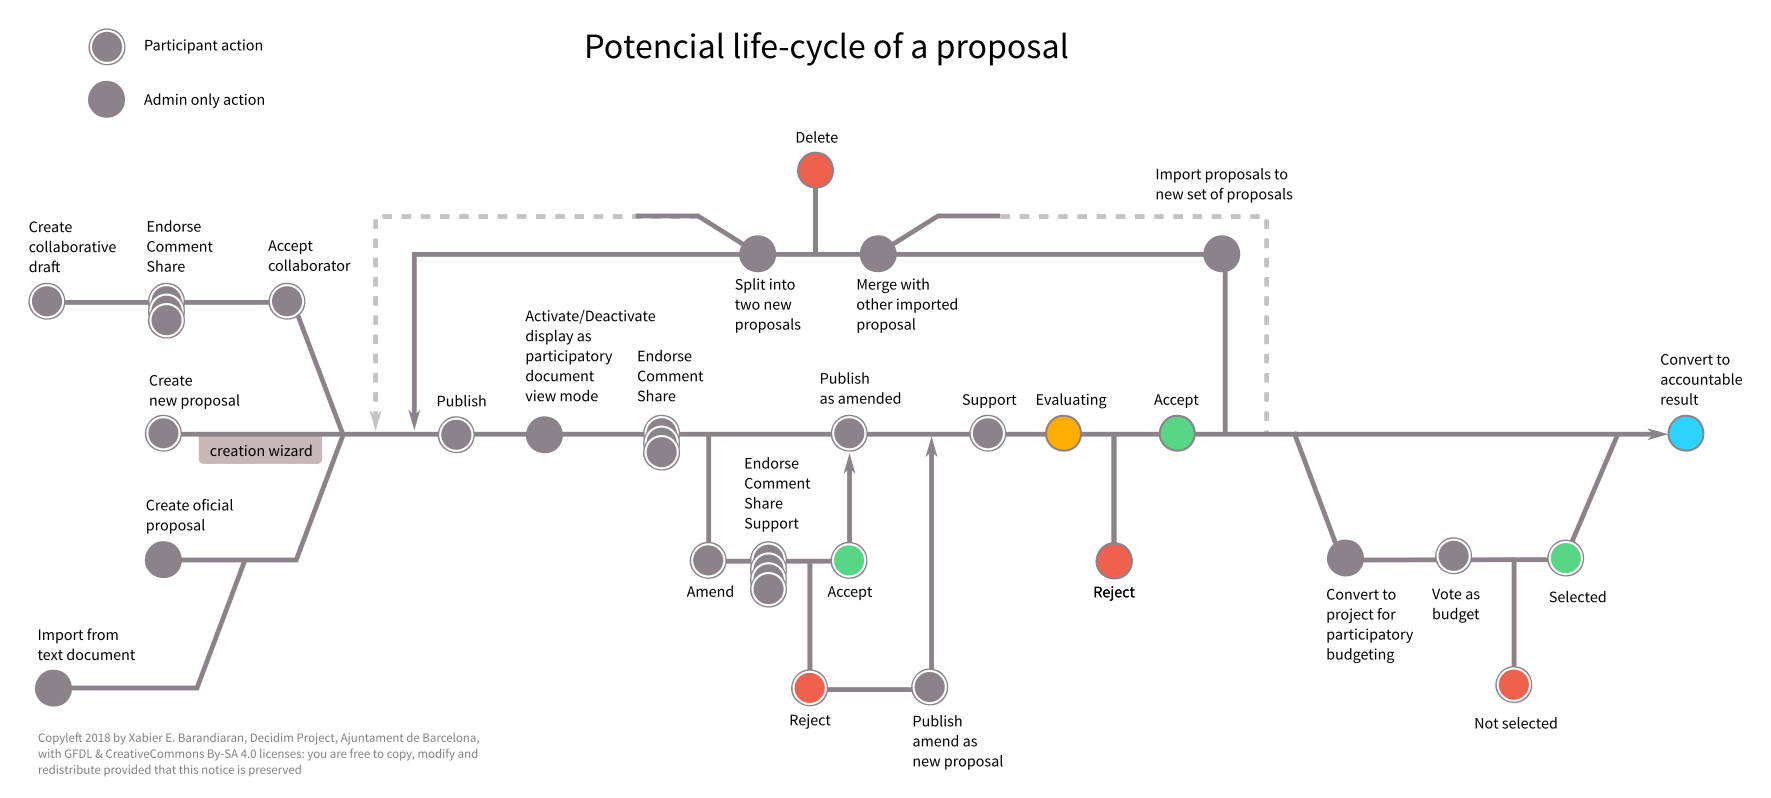 Potencial life-cycle of a proposal
Participant action
Admin only action
Delete
Import proposals to
new set of proposals
Create
collaborative
draft
Endorse
Comment
Share
Accept
collaborator
Split into
two new
proposals
Merge with
other imported
proposal
Activate/Deactivate
display as
participatory
document
view mode
Endorse
Comment
Share
Create
new proposal
creation wizard
Publish
Publish
as amended
Support
Evaluating
Accept
Convert to
accountable
result
Endorse
Comment
Share
Support
Create oficial
proposal
Amend
Accept
Reject
Convert to
project for
participatory
budgeting
Vote as
budget
Selected
Import from
text document
Reject
Publish
amend as
new proposal
Not selected
Copyleft 2018 by Xabier E. Barandiaran, Decidim Project, Ajuntament de Barcelona,
with GFDL & CreativeCommons By-SA 4.0 licenses: you are free to copy, modify and
redistribute provided that this notice is preserved